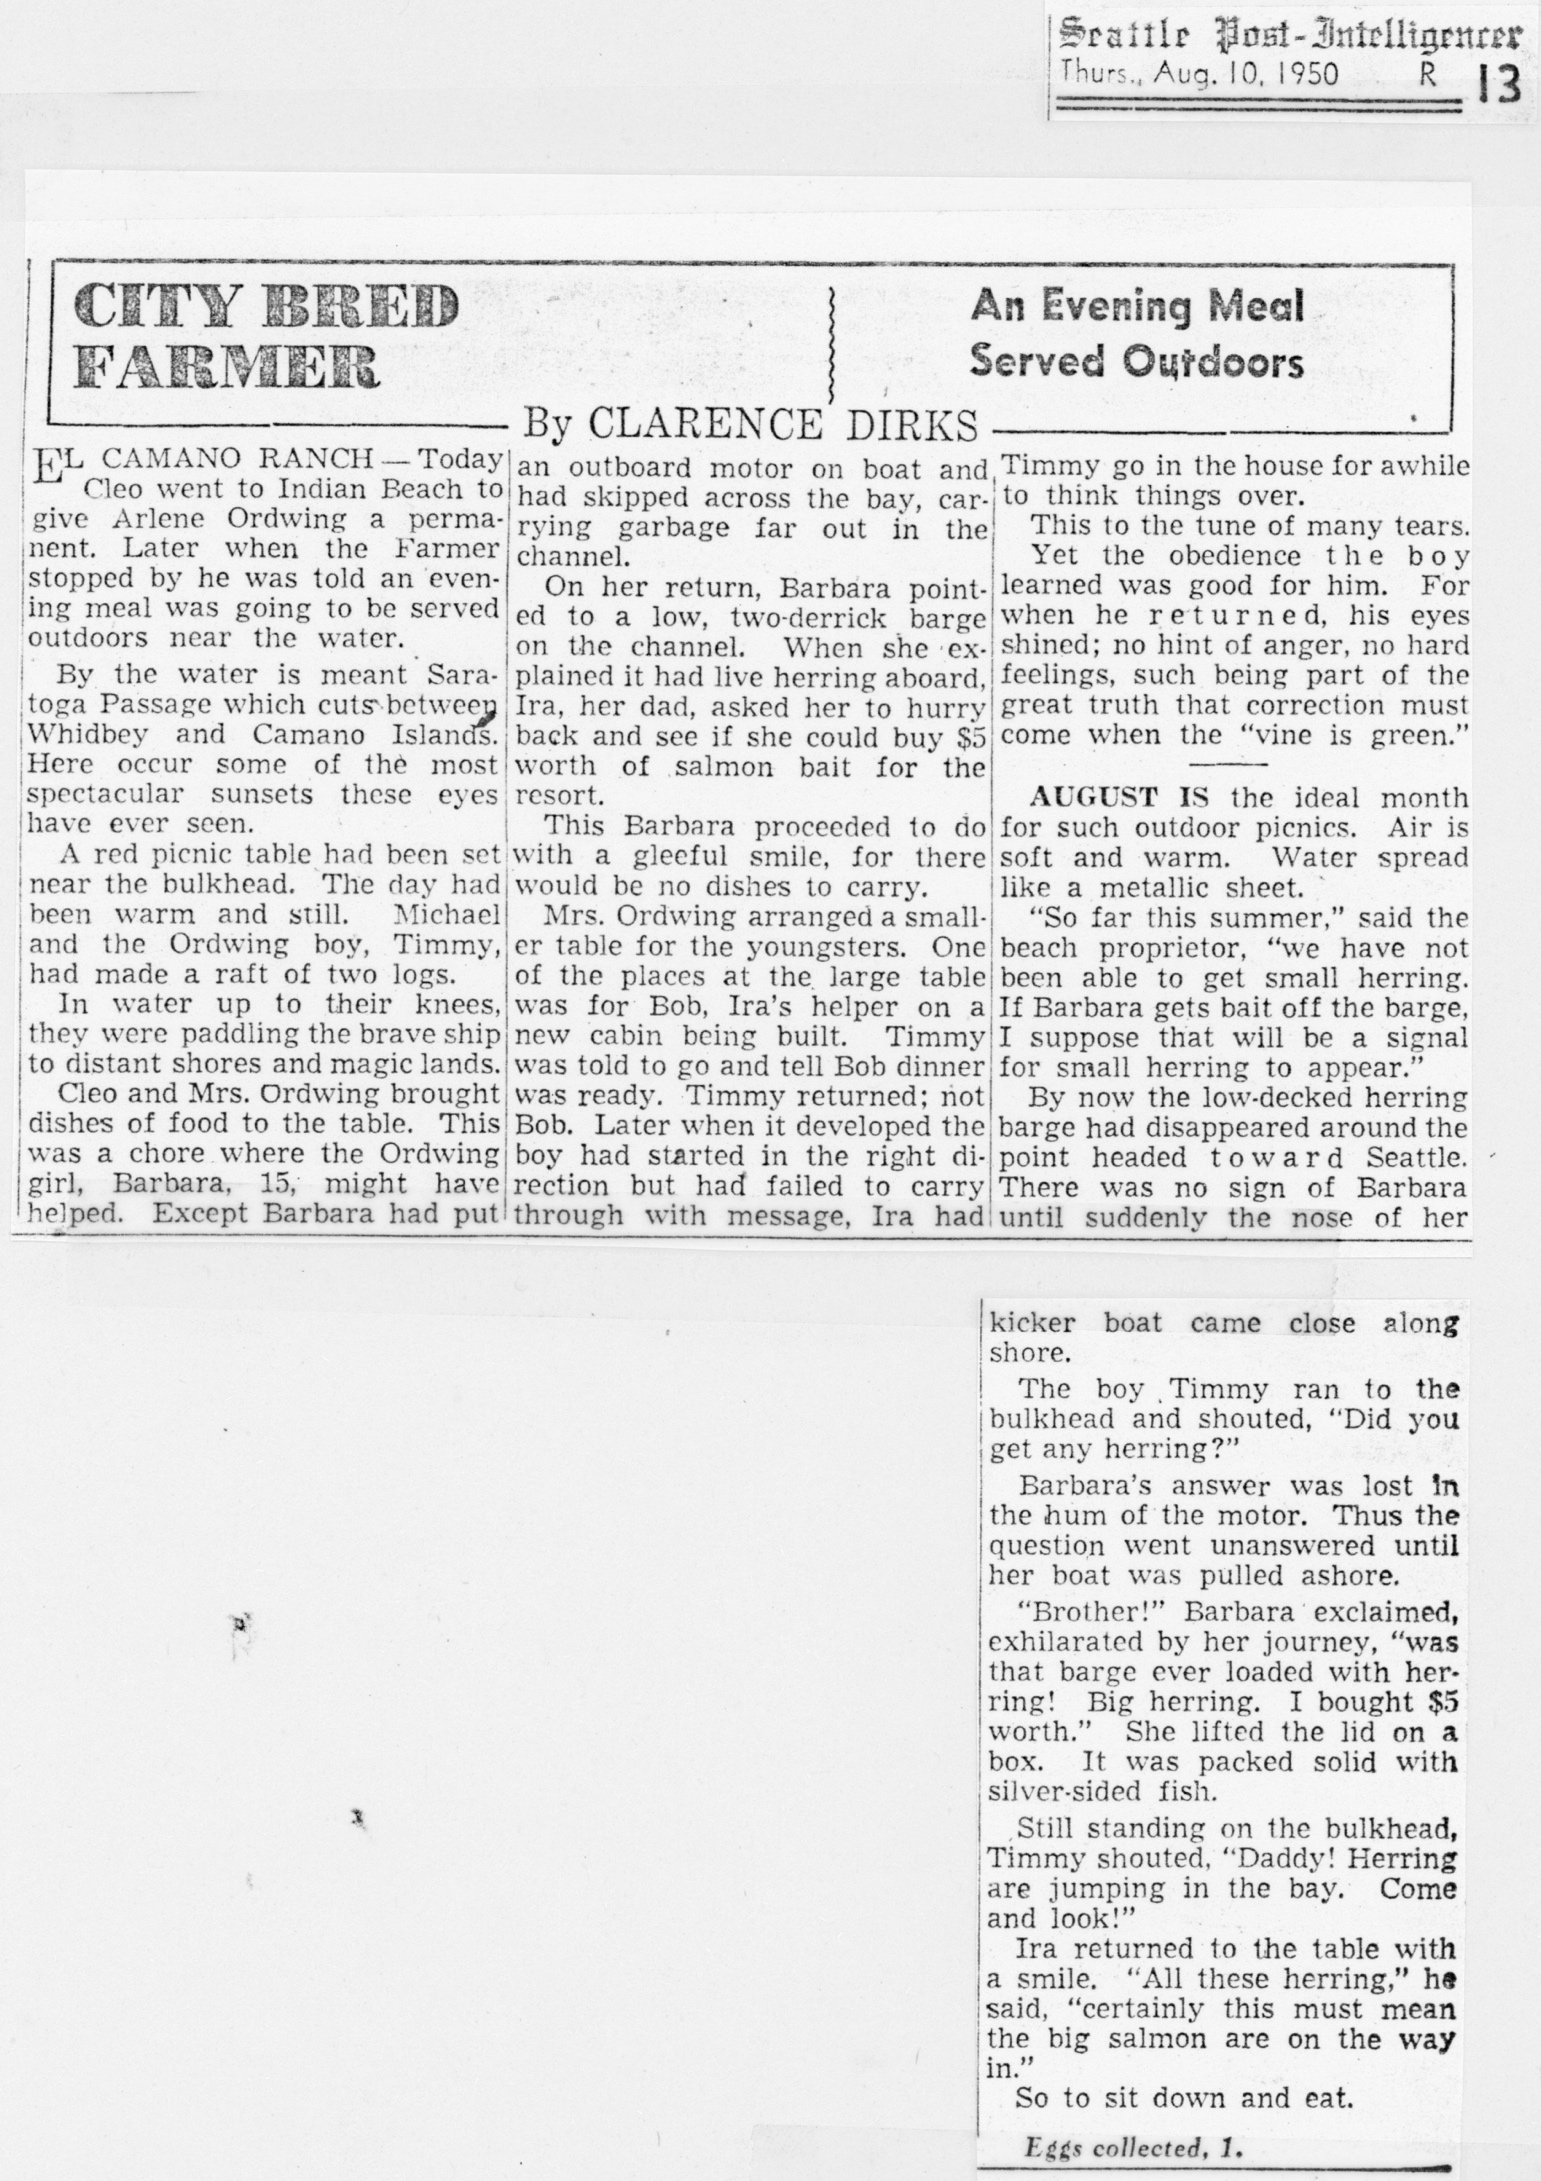 Seattle Post-Intelligencer
Thurs., Aug. 10, 1950 R 13
CITY BRED
FARMER
An Evening Meal
Served Outdoors
By CLARENCE DIRKS
EL CAMANO RANCH — Today
Cleo went to Indian Beach to
give Arlene Ordwing a perma-
nent. Later when the Farmer
stopped by he was told an even-
ing meal was going to be served
outdoors near the water.
By the water is meant Sara-
toga Passage which cuts between
Whidbey and Camano Islands.
Here occur some of the most
spectacular sunsets these eyes
have ever seen.
A red picnic table had been set
near the bulkhead. The day had
been warm and still. Michael
and the Ordwing boy, Timmy,
had made a raft of two logs.
In water up to their knees,
they were paddling the brave ship
to distant shores and magic lands.
Cleo and Mrs. Ordwing brought
dishes of food to the table. This
was a chore where the Ordwing
girl, Barbara, 15, might have
helped. Except Barbara had put
an outboard motor on boat and
had skipped across the bay, car-
rying garbage far out in the
channel.
On her return, Barbara point-
ed to a low, two-derrick barge
on the channel. When she ex-
plained it had live herring aboard,
Ira, her dad, asked her to hurry
back and see if she could buy $5
worth of salmon bait for the
resort.
This Barbara proceeded to do
with a gleeful smile, for there
would be no dishes to carry.
Mrs. Ordwing arranged a small-
er table for the youngsters. One
of the places at the large table
was for Bob, Ira's helper on a
new cabin being built. Timmy
was told to go and tell Bob dinner
was ready. Timmy returned; not
Bob. Later when it developed the
boy had started in the right di-
rection but had failed to carry
through with message, Ira had
Timmy go in the house for awhile
to think things over.
This to the tune of many tears.
Yet the obedience the boy
learned was good for him. For
when he returned, his eyes
shined; no hint of anger, no hard
feelings, such being part of the
great truth that correction must
come when the "vine is green."
AUGUST IS the ideal month
for such outdoor picnics. Air is
soft and warm. Water spread
like a metallic sheet.
"So far this summer," said the
beach proprietor, "we have not
been able to get small herring.
If Barbara gets bait off the barge,
I suppose that will be a signal
for small herring to appear."
By now the low-decked herring
barge had disappeared around the
point headed toward Seattle.
There was no sign of Barbara
until suddenly the nose of her
kicker boat came close along
shore.
The boy Timmy ran to the
bulkhead and shouted, "Did you
get any herring?"
Barbara's answer was lost in
the hum of the motor. Thus the
question went unanswered until
her boat was pulled ashore.
"Brother!" Barbara exclaimed,
exhilarated by her journey, "was
that barge ever loaded with her-
ring! Big herring. I bought $5
worth." She lifted the lid on a
box. It was packed solid with
silver-sided fish.
Still standing on the bulkhead,
Timmy shouted, "Daddy! Herring
are jumping in the bay. Come
and look!"
Ira returned to the table with
a smile. "All these herring," he
said, "certainly this must mean
the big salmon are on the way
in."
So to sit down and eat.
Eggs collected, 1.